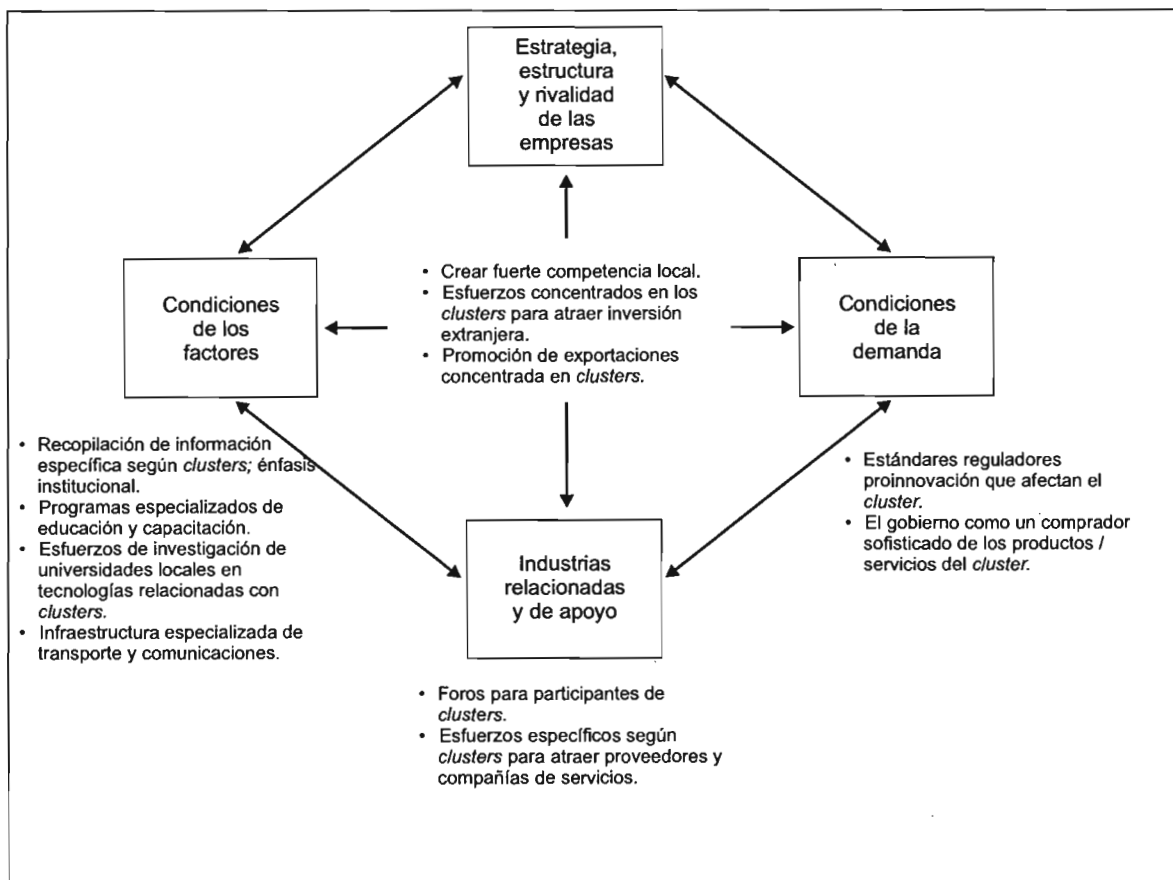 Estrategia,
estructura
y rivalidad
de las
empresas
Condiciones
de los
factores
• Crear fuerte competencia local.
• Esfuerzos concentrados en los
clusters para atraer inversión
extranjera.
• Promoción de exportaciones
concentrada en clusters.
Condiciones
de la
demanda
• Recopilación de información
específica según clusters; énfasis
institucional.
• Programas especializados de
educación y capacitación.
• Esfuerzos de investigación de
universidades locales en
tecnologías relacionadas con
clusters.
• Infraestructura especializada de
transporte y comunicaciones.
Industrias
relacionadas
y de apoyo
• Estándares reguladores
proinnovación que afectan el
cluster.
• El gobierno como un comprador
sofisticado de los productos /
servicios del cluster.
• Foros para participantes de
clusters.
• Esfuerzos específicos según
clusters para atraer proveedores y
compañías de servicios.